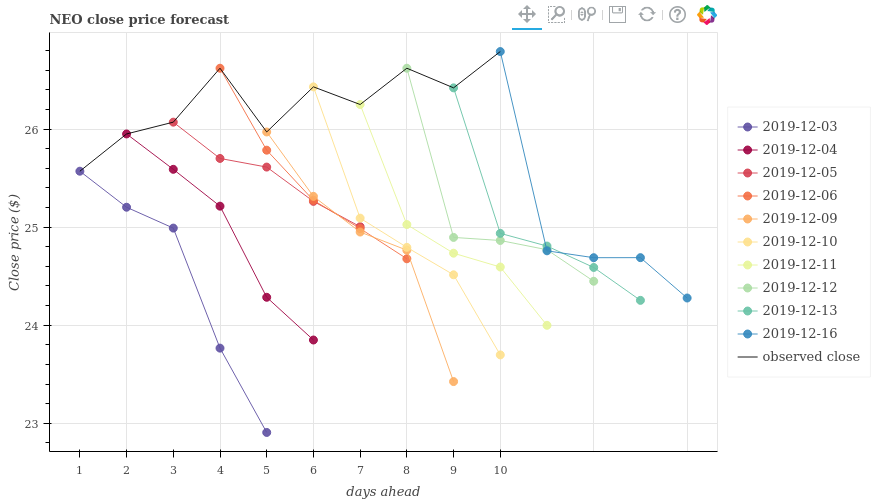 NEO close price forecast
26
25
24
23
Close price ($)
1 2 3 4 5 6 7 8 9 10
days ahead
2019-12-03
2019-12-04
2019-12-05
2019-12-06
2019-12-09
2019-12-10
2019-12-11
2019-12-12
2019-12-13
2019-12-16
observed close